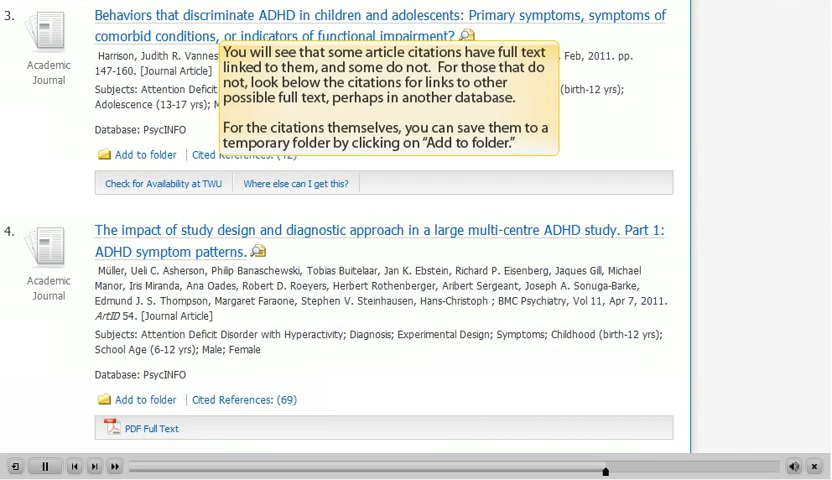 3.
Behaviors that discriminate ADHD in children and adolescents: Primary symptoms, symptoms of
comorbid conditions, or indicators of functional impairment?
Academic
Journal
Harrison, Judith R. Vannes
Feb, 2011. pp.
147-160. [Journal Article]
Subjects: Attention Deficit
(birth-12 yrs);
Adolescence (13-17 yrs);
Database: PsycINFO
Add to folder
Cited References:
You will see that some article citations have full text
linked to them, and some do not. For those that do
not, look below the citations for links to other
possible full text, perhaps in another database.
For the citations themselves, you can save them to a
temporary folder by clicking on “Add to folder.”
Check for Availability at TWU
Where else can I get this?
4.
The impact of study design and diagnostic approach in a large multi-centre ADHD study. Part 1:
ADHD symptom patterns.
Academic
Journal
Müller, Ueli C. Asherson, Philip Banaschewski, Tobias Buitelaar, Jan K. Ebstein, Richard P. Eisenberg, Jaques Gill, Michael
Manor, Iris Miranda, Ana Oades, Robert D. Roeyers, Herbert Rothenberger, Aribert Sergeant, Joseph A. Sonuga-Barke,
Edmund J. S. Thompson, Margaret Faraone, Stephen V. Steinhausen, Hans-Christoph ; BMC Psychiatry, Vol 11, Apr 7, 2011.
ArtID 54. [Journal Article]
Subjects: Attention Deficit Disorder with Hyperactivity; Diagnosis; Experimental Design; Symptoms; Childhood (birth-12 yrs);
School Age (6-12 yrs); Male; Female
Database: PsycINFO
Add to folder
Cited References: (69)
PDF Full Text